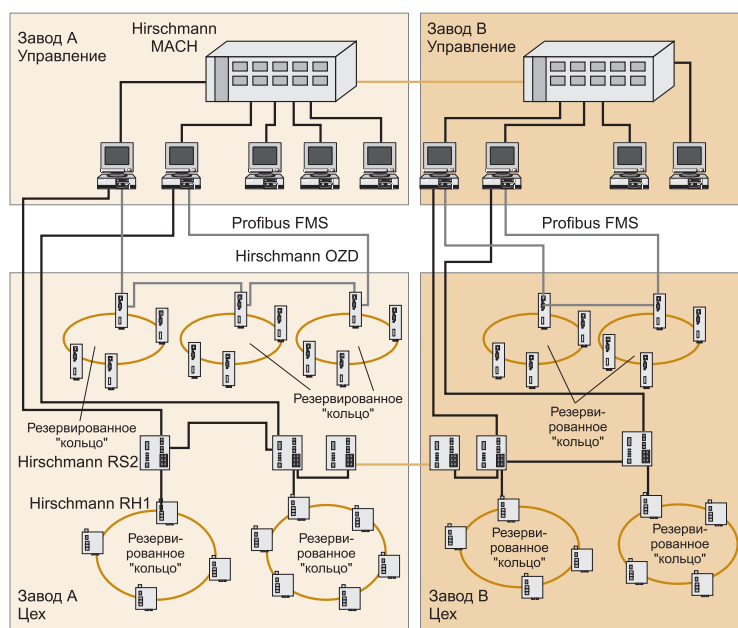 Завод A
Управление
Hirschmann
MACH
Завод B
Управление
Profibus FMS
Hirschmann OZD
Profibus FMS
Резервированное
"кольцо"
Резервированное
"кольцо"
Резерви-
рованное
"кольцо"
Hirschmann RS2
Hirschmann RH1
Резерви-
рованное
"кольцо"
Резерви-
рованное
"кольцо"
Резерви-
рованное
"кольцо"
Резерви-
рованное
"кольцо"
Завод A
Цех
Завод B
Цех